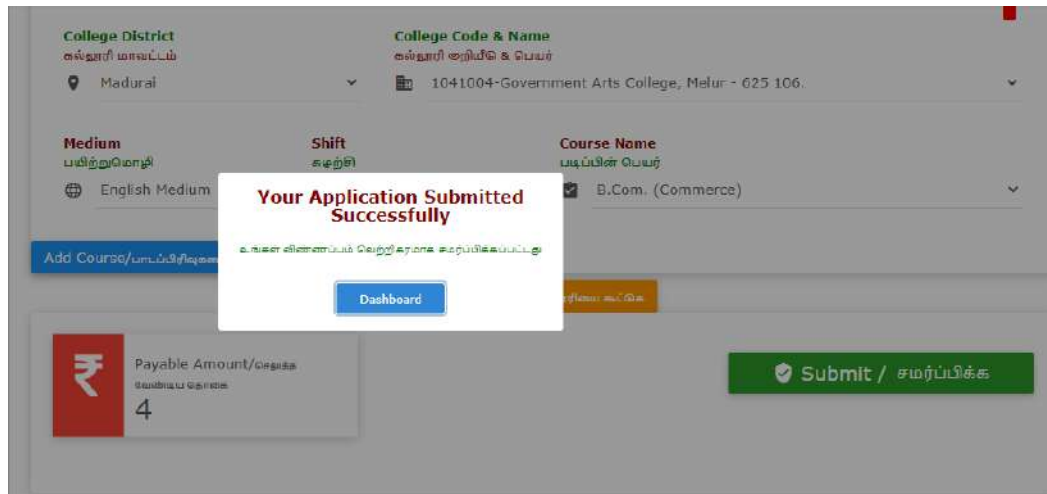 College District
College Code & Name
கல்லூரி மாவட்டம்
கல்லூரி குறியீடு & பெயர்
Madurai
1041004-Government Arts College, Melur - 625 106.
Medium
Shift
Course Name
பயிற்றுமொழி
சுழற்சி
படிப்பின் பெயர்
English Medium
B.Com. (Commerce)
Your Application Submitted
Successfully
உங்கள் விண்ணப்பம் வெற்றிகரமாக சமர்ப்பிக்கப்பட்டது
Add Course/
Dashboard
கூட்டுக
Payable Amount/செலுத்த
வேண்டிய தொகை
4
Submit / சமர்ப்பிக்க